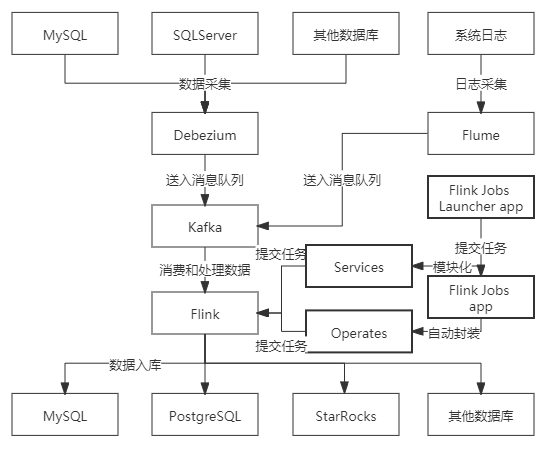 MySQL
SQLServer
其他数据库
系统日志
数据采集
日志采集
Debezium
Flume
送入消息队列
送入消息队列
Flink Jobs
Launcher app
Kafka
提交任务
提交任务
消费和处理数据
Services
模块化
Flink Jobs
app
Flink
Operates
自动封装
提交任务
数据入库
MySQL
PostgreSQL
StarRocks
其他数据库